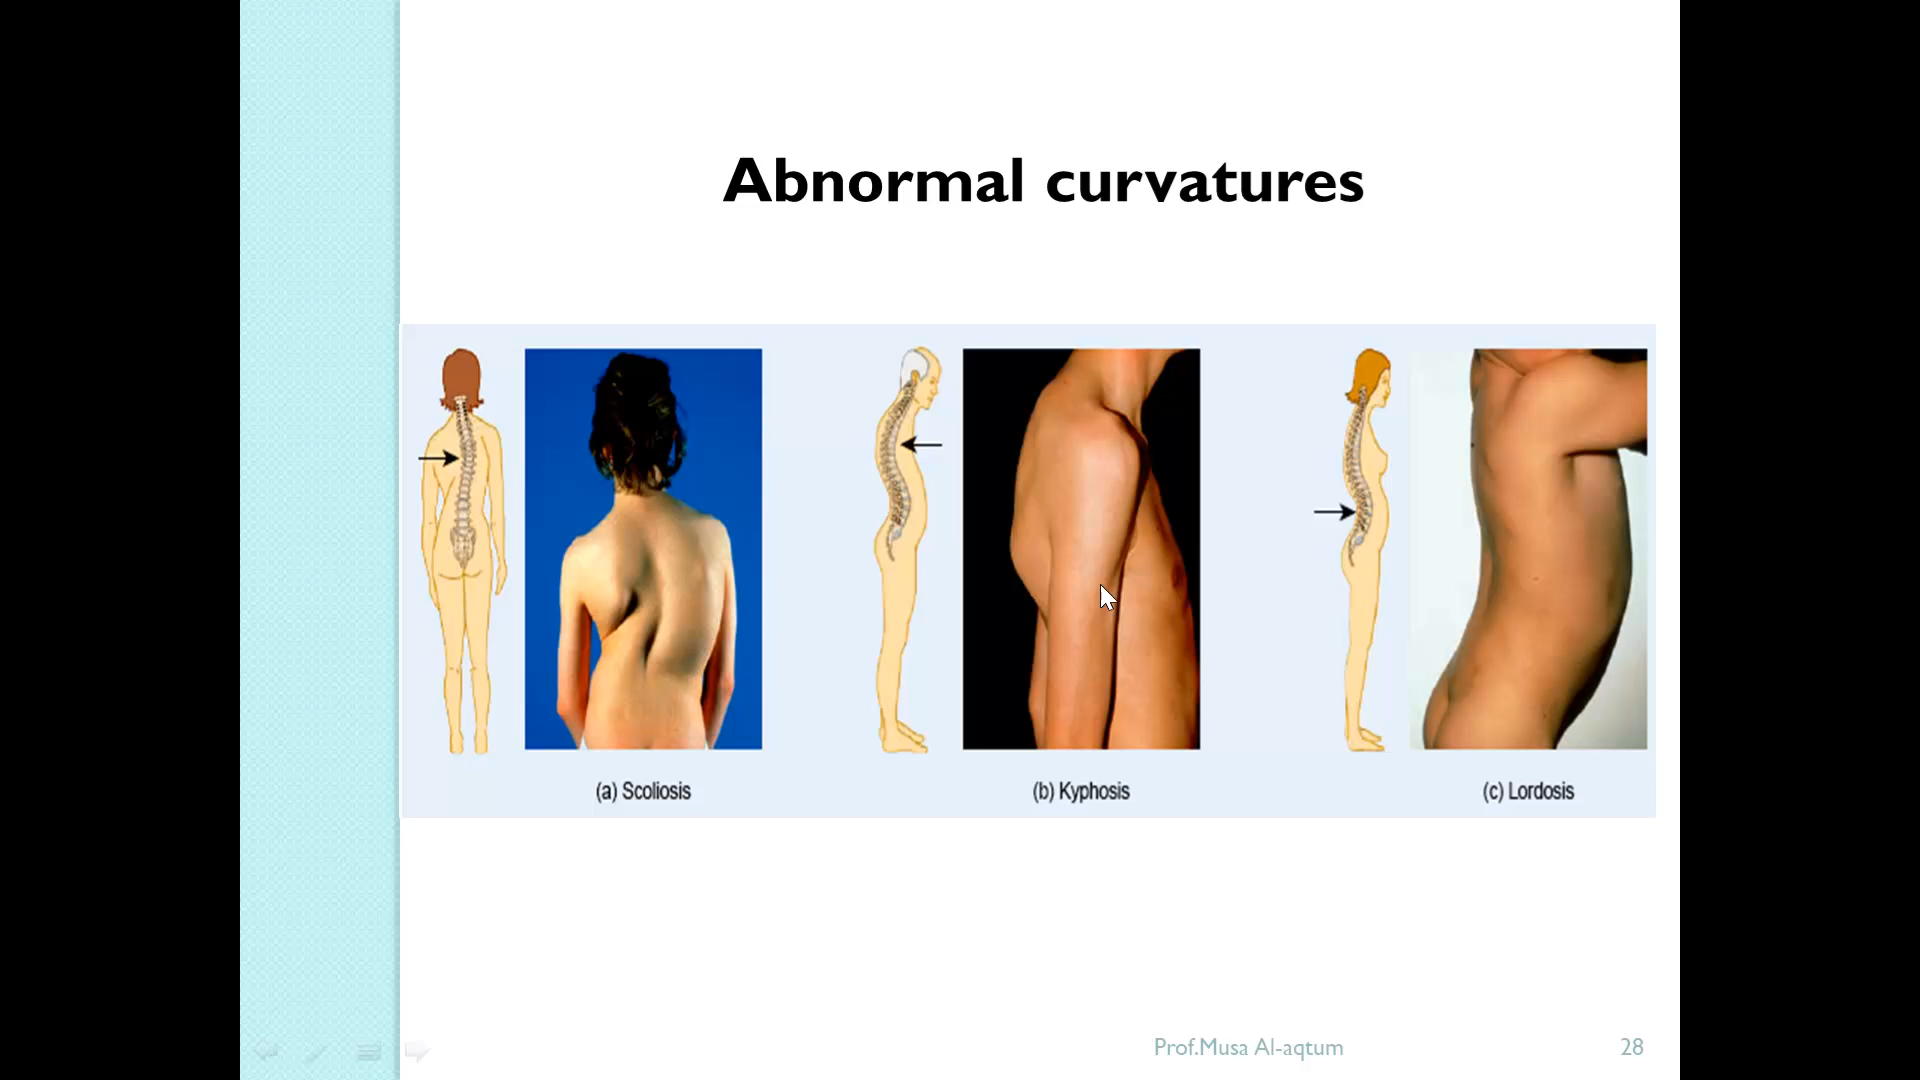 Abnormal curvatures
(a) Scoliosis
(b) Kyphosis
(c) Lordosis
Prof.Musa Al-aqtum
28